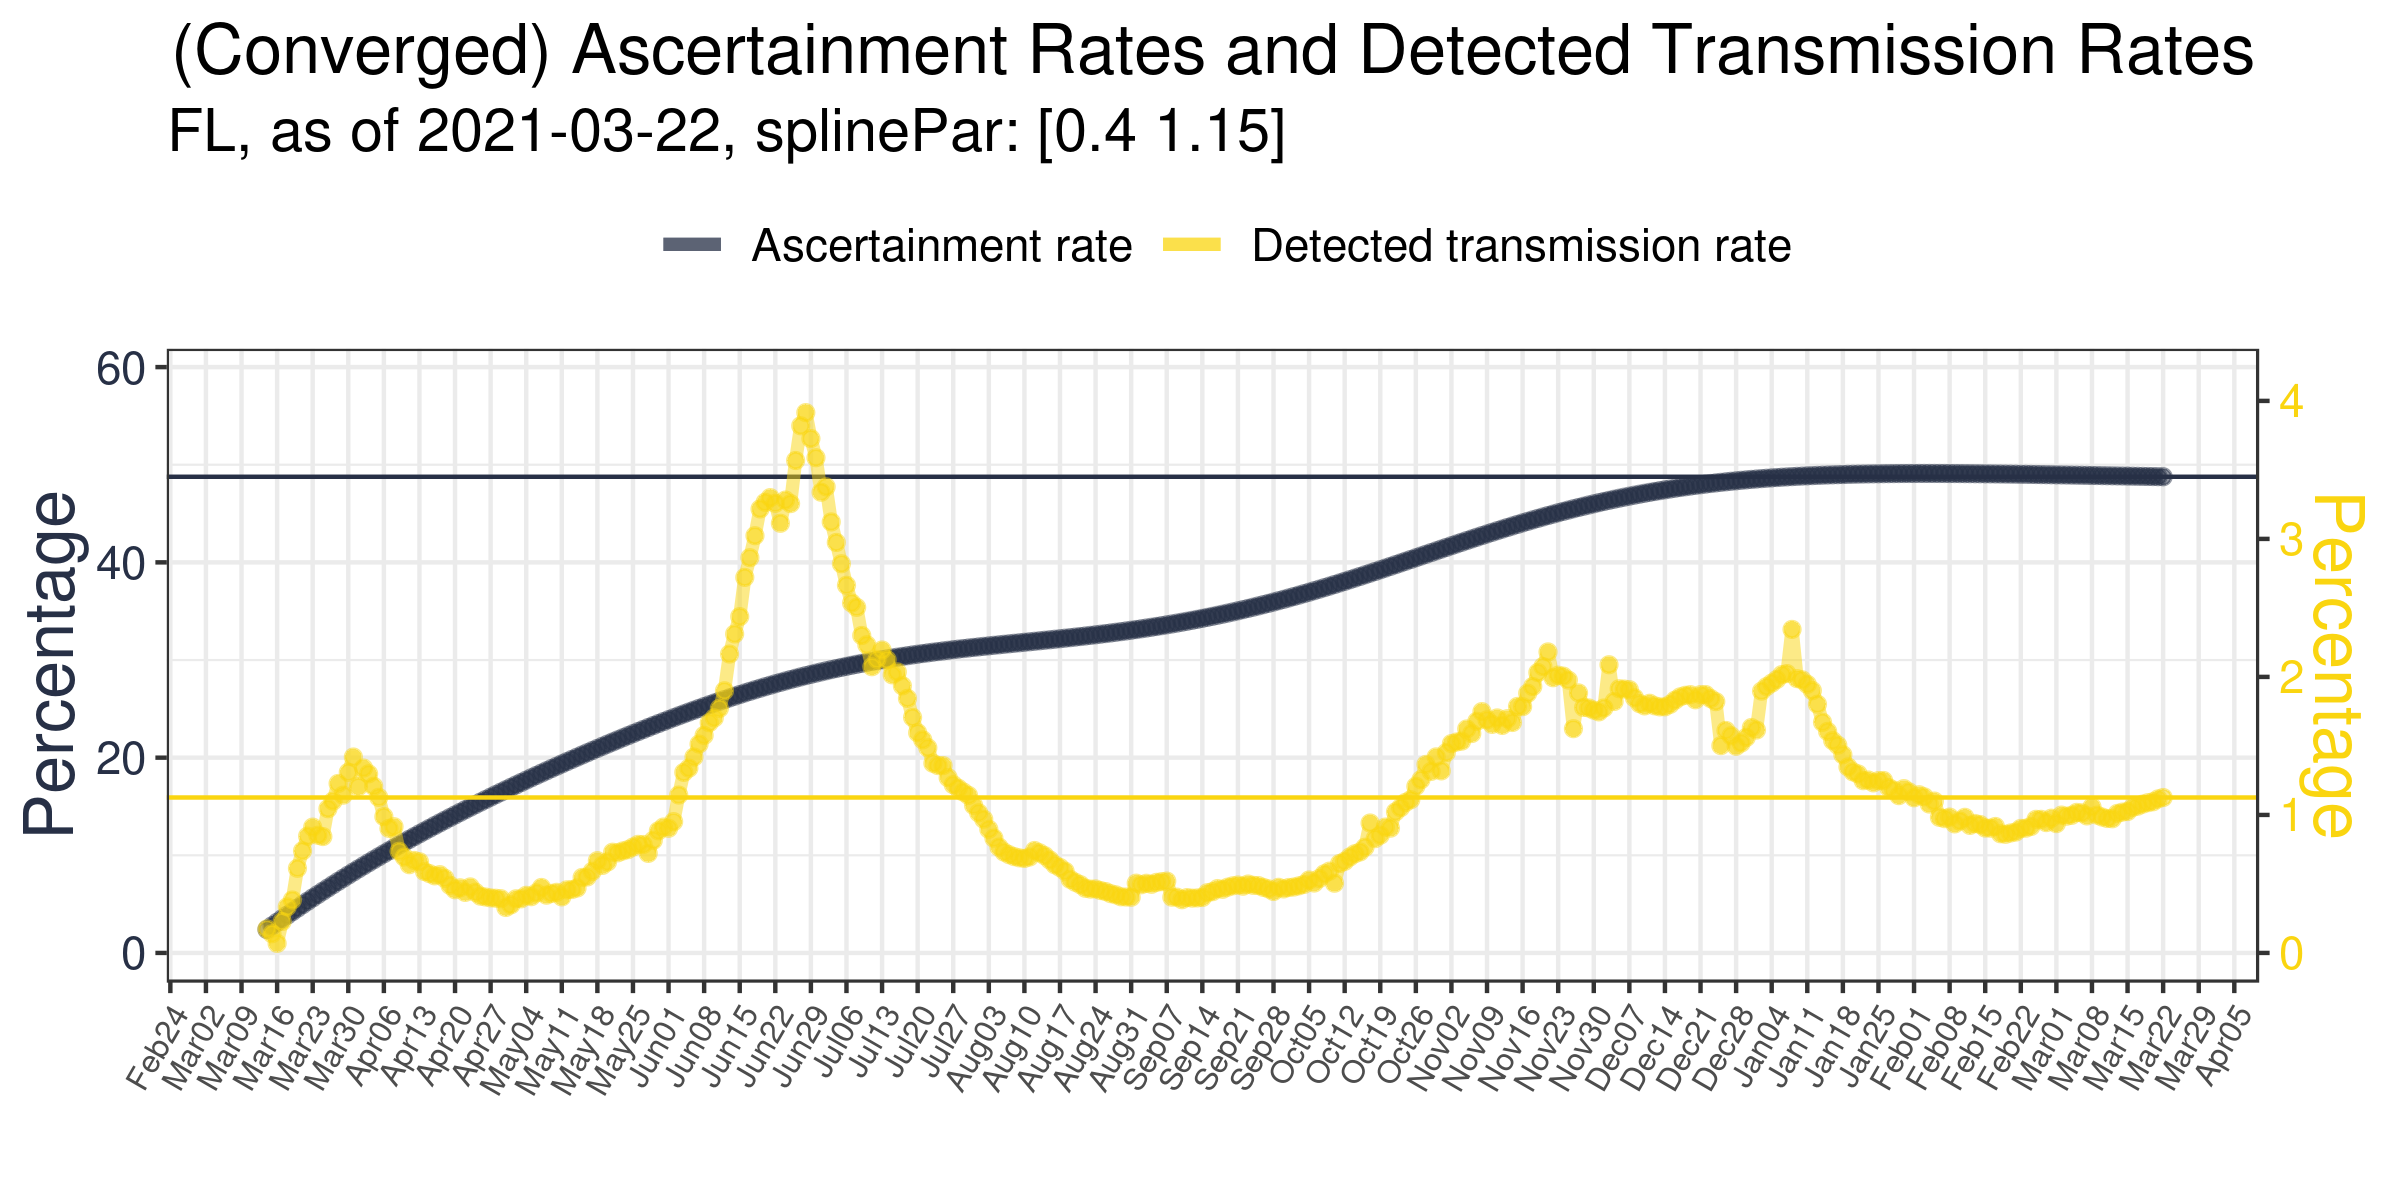 (Converged) Ascertainment Rates and Detected Transmission Rates
FL, as of 2021-03-22, splinePar: [0.4 1.15]
Ascertainment rate Detected transmission rate
Percentage
60
40
20
0
4
3
2
1
0
Percentage
Feb24 Mar02 Mar09 Mar16 Mar23 Mar30 Apr06 Apr13 Apr20 Apr27 May04 May11 May18 May25 Jun01 Jun08 Jun15 Jun22 Jun29 Jul06 Jul13 Jul20 Jul27 Aug03 Aug10 Aug17 Aug24 Aug31 Sep07 Sep14 Sep21 Sep28 Oct05 Oct12 Oct19 Oct26 Nov02 Nov09 Nov16 Nov23 Nov30 Dec07 Dec14 Dec21 Dec28 Jan04 Jan11 Jan18 Jan25 Feb01 Feb08 Feb15 Feb22 Mar01 Mar08 Mar15 Mar22 Mar29 Apr05